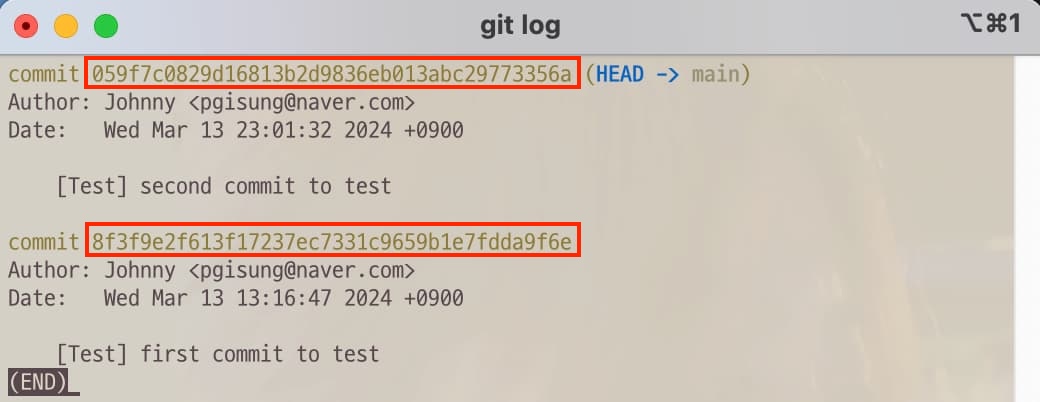 git log
⌥⌘1
commit 059f7c0829d16813b2d9836eb013abc29773356a (HEAD -> main)
Author: Johnny <pgisung@naver.com>
Date:   Wed Mar 13 23:01:32 2024 +0900
[Test] second commit to test
commit 8f3f9e2f613f17237ec7331c9659b1e7fdda9f6e
Author: Johnny <pgisung@naver.com>
Date:   Wed Mar 13 13:16:47 2024 +0900
[Test] first commit to test
(END)